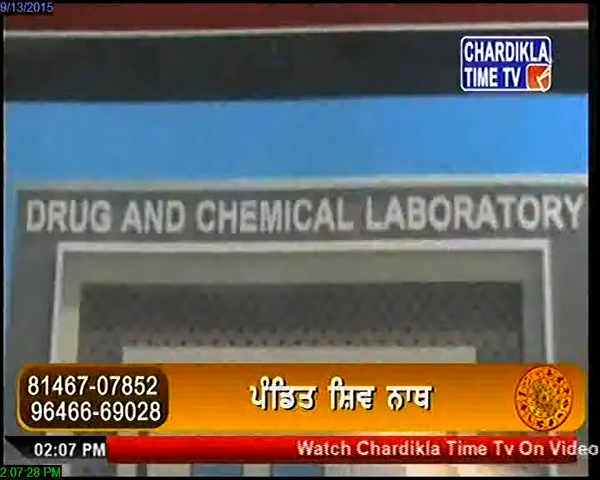 9/13/2015
CHARDIKLA
TIME TV
DRUG AND CHEMICAL LABORATORY
81467-07852
96466-69028
ਪੰਡਿਤ ਸ਼ਿਵ ਨਾਥ
02:07 PM
Watch Chardikla Time Tv On Video
2:07:28 PM